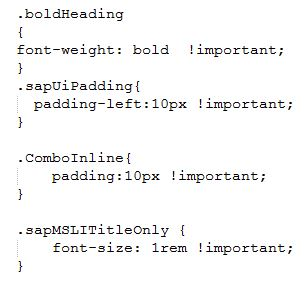 .boldHeading
{
font-weight: bold  !important;
}
.sapUiPadding{
  padding-left:10px !important;
}

.ComboInline{
    padding:10px !important;
}

.sapMSLITitleOnly {
    font-size: 1rem !important;
}